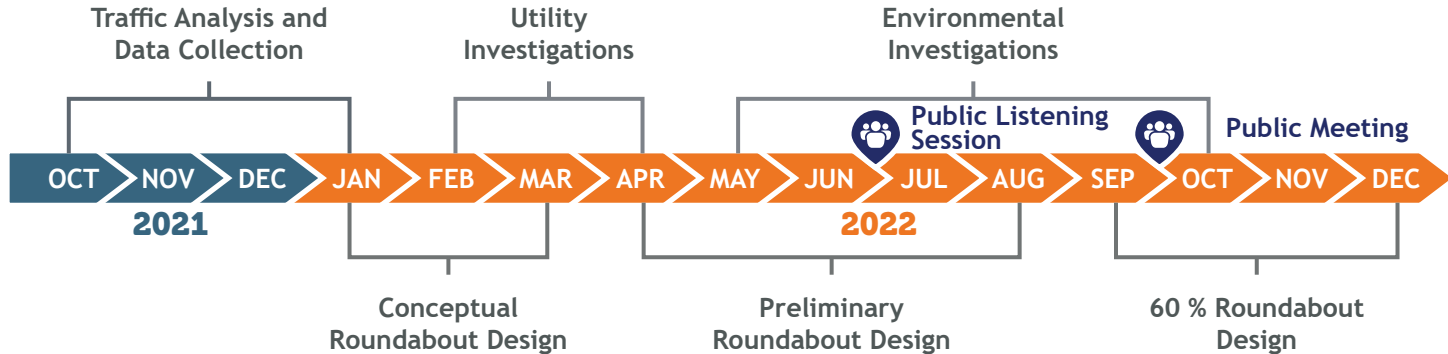 Traffic Analysis and
Data Collection
Utility
Investigations
Environmental
Investigations
Public Listening
Session
Public Meeting
OCT NOV DEC JAN FEB MAR APR MAY JUN JUL AUG SEP OCT NOV DEC
2021
2022
Conceptual
Roundabout Design
Preliminary
Roundabout Design
60 % Roundabout
Design